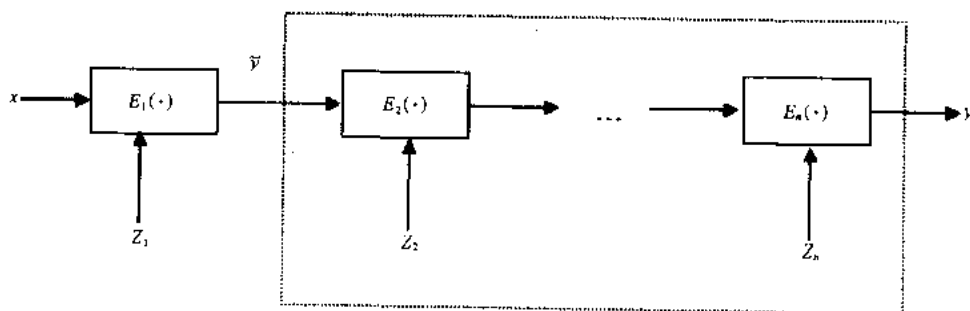 ỹ
x
E₁(·)
E₂(·)
...
Eₙ(·)
y
Z₁
Z₂
Zₙ